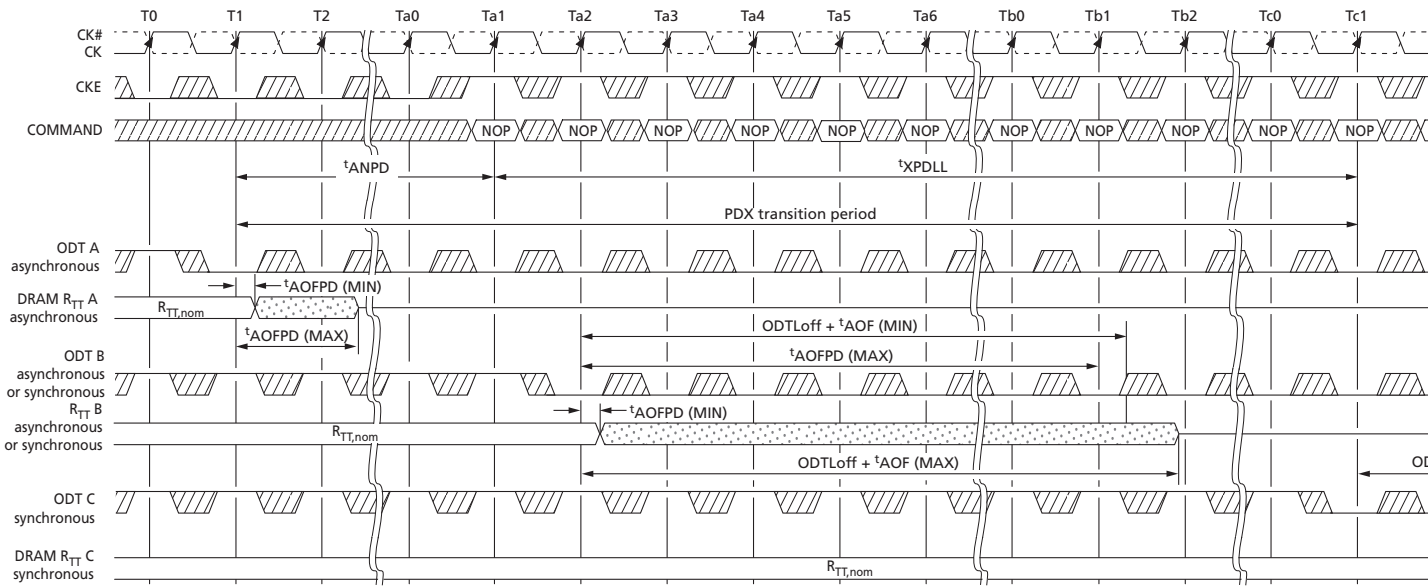 T0 T1 T2 Ta0 Ta1 Ta2 Ta3 Ta4 Ta5 Ta6 Tb0 Tb1 Tb2 Tc0 Tc1
CK#
CK
CKE
COMMAND NOP NOP NOP NOP NOP NOP NOP NOP NOP NOP NOP
tANPD tXPDLL
PDX transition period
ODT A
asynchronous
tAOFPD (MIN)
DRAM RTT A
asynchronous
RTT,nom
tAOFPD (MAX)
ODTLoff + tAOF (MIN)
tAOFPD (MAX)
ODT B
asynchronous
or synchronous
tAOFPD (MIN)
RTT B
asynchronous
or synchronous
RTT,nom
ODTLoff + tAOF (MAX)
OD
ODT C
synchronous
DRAM RTT C
synchronous
RTT,nom